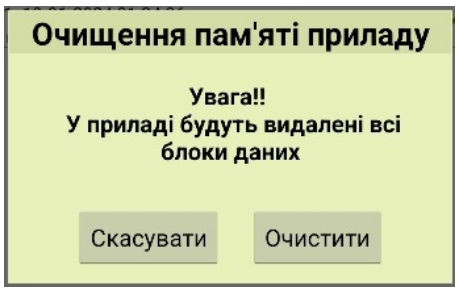 Очищення пам'яті приладу
Увага!!
У приладі будуть видалені всі
блоки даних
Скасувати
Очистити